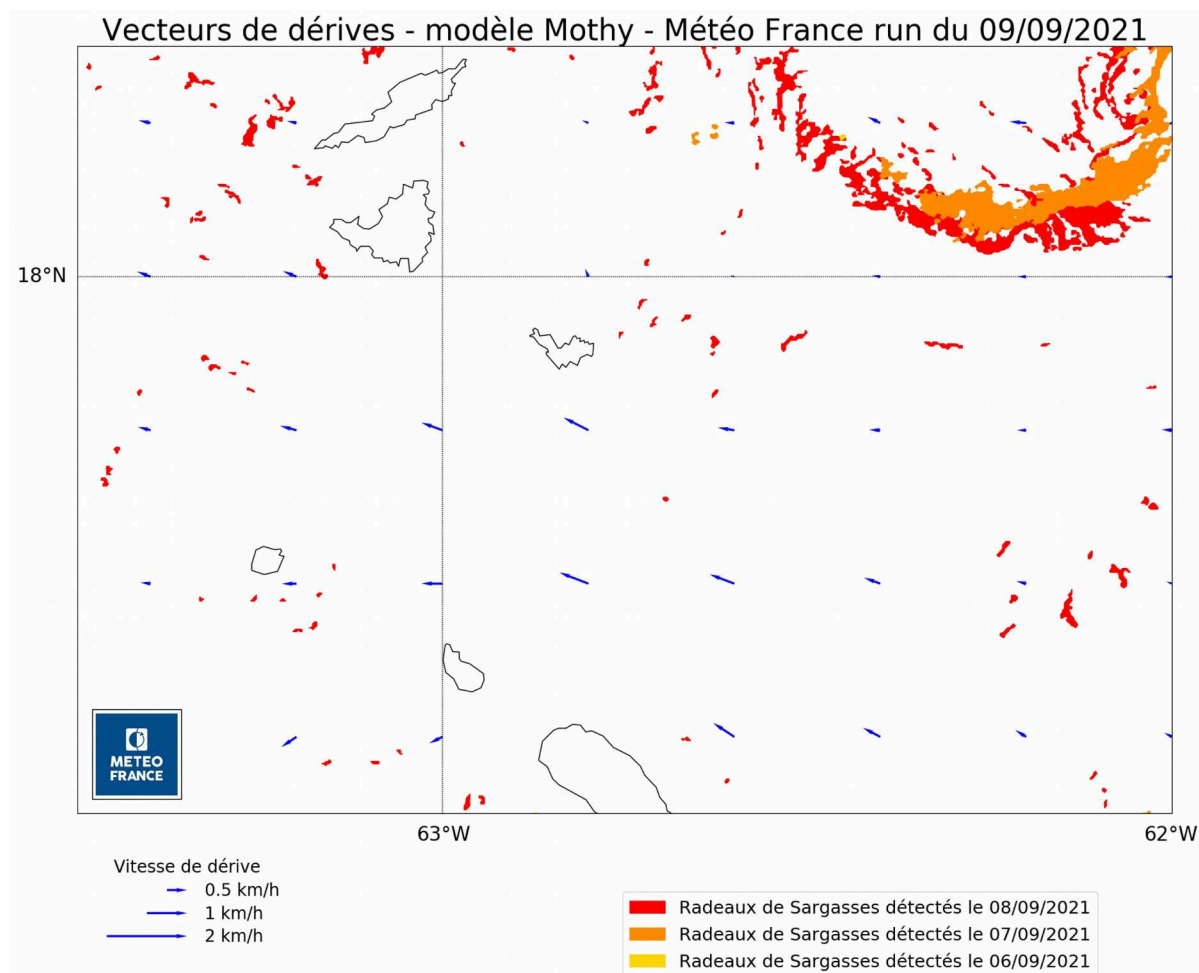 Vecteurs de dérives - modèle Mothy - Météo France run du 09/09/2021
18°N
METEO
FRANCE
63°W
62°W
Vitesse de dérive
0.5 km/h
1 km/h
2 km/h
Radeaux de Sargasses détectés le 08/09/2021
Radeaux de Sargasses détectés le 07/09/2021
Radeaux de Sargasses détectés le 06/09/2021